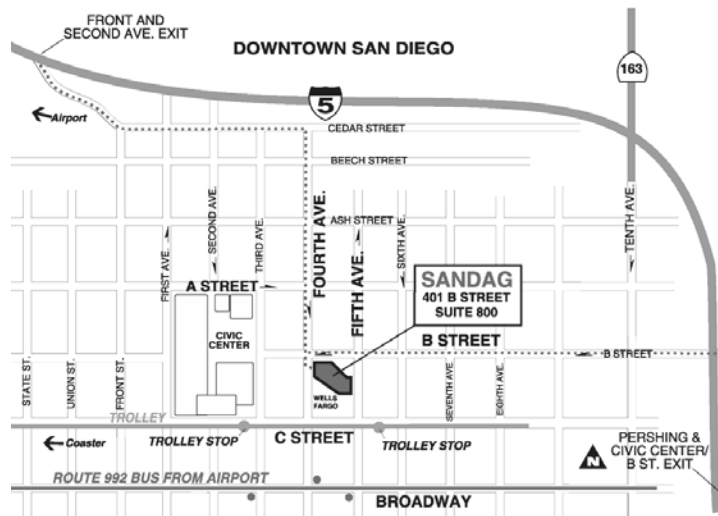 FRONT AND
SECOND AVE. EXIT
DOWNTOWN SAN DIEGO
163
5
Airport
CEDAR STREET
BEECH STREET
ASH STREET
FIRST AVE.
SECOND AVE.
THIRD AVE.
FOURTH AVE.
FIFTH AVE.
SIXTH AVE.
TENTH AVE.
A STREET
SANDAG
401 B STREET
SUITE 800
CIVIC
CENTER
B STREET
B STREET
STATE ST.
UNION ST.
FRONT ST.
WELLS
FARGO
SEVENTH AVE.
EIGHTH AVE.
TROLLEY
Coaster
TROLLEY STOP
C STREET
TROLLEY STOP
N
PERSHING &
CIVIC CENTER/
B ST. EXIT
ROUTE 992 BUS FROM AIRPORT
BROADWAY